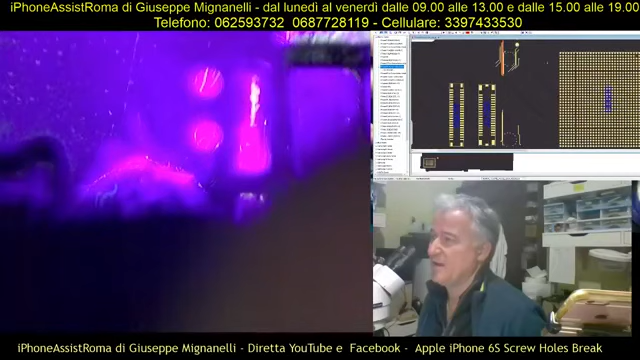 iPhoneAssistRoma di Giuseppe Mignanelli - dal lunedì al venerdì dalle 09.00 alle 13.00 e dalle 15.00 alle 19.00
Telefono: 062593732  0687728119 - Cellulare: 3397433530
iPhoneAssistRoma di Giuseppe Mignanelli - Diretta YouTube e  Facebook -  Apple iPhone 6S Screw Holes Break